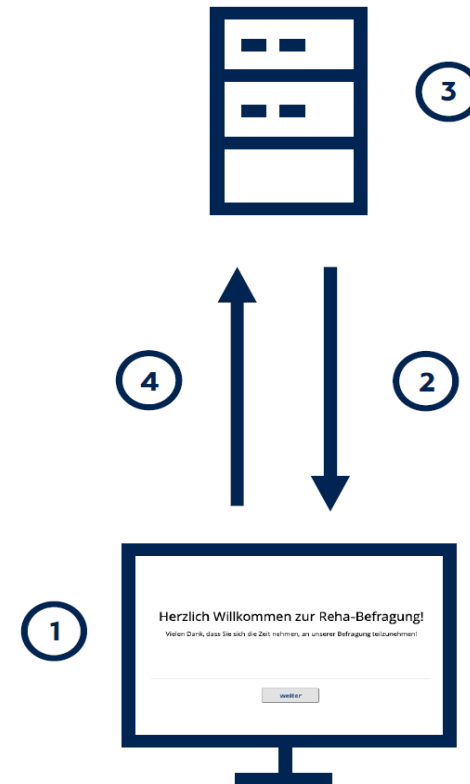 3
4
2
1
Herzlich Willkommen zur Reha-Befragung!
Vielen Dank, dass Sie sich die Zeit nehmen, an unserer Befragung teilzunehmen!
weiter